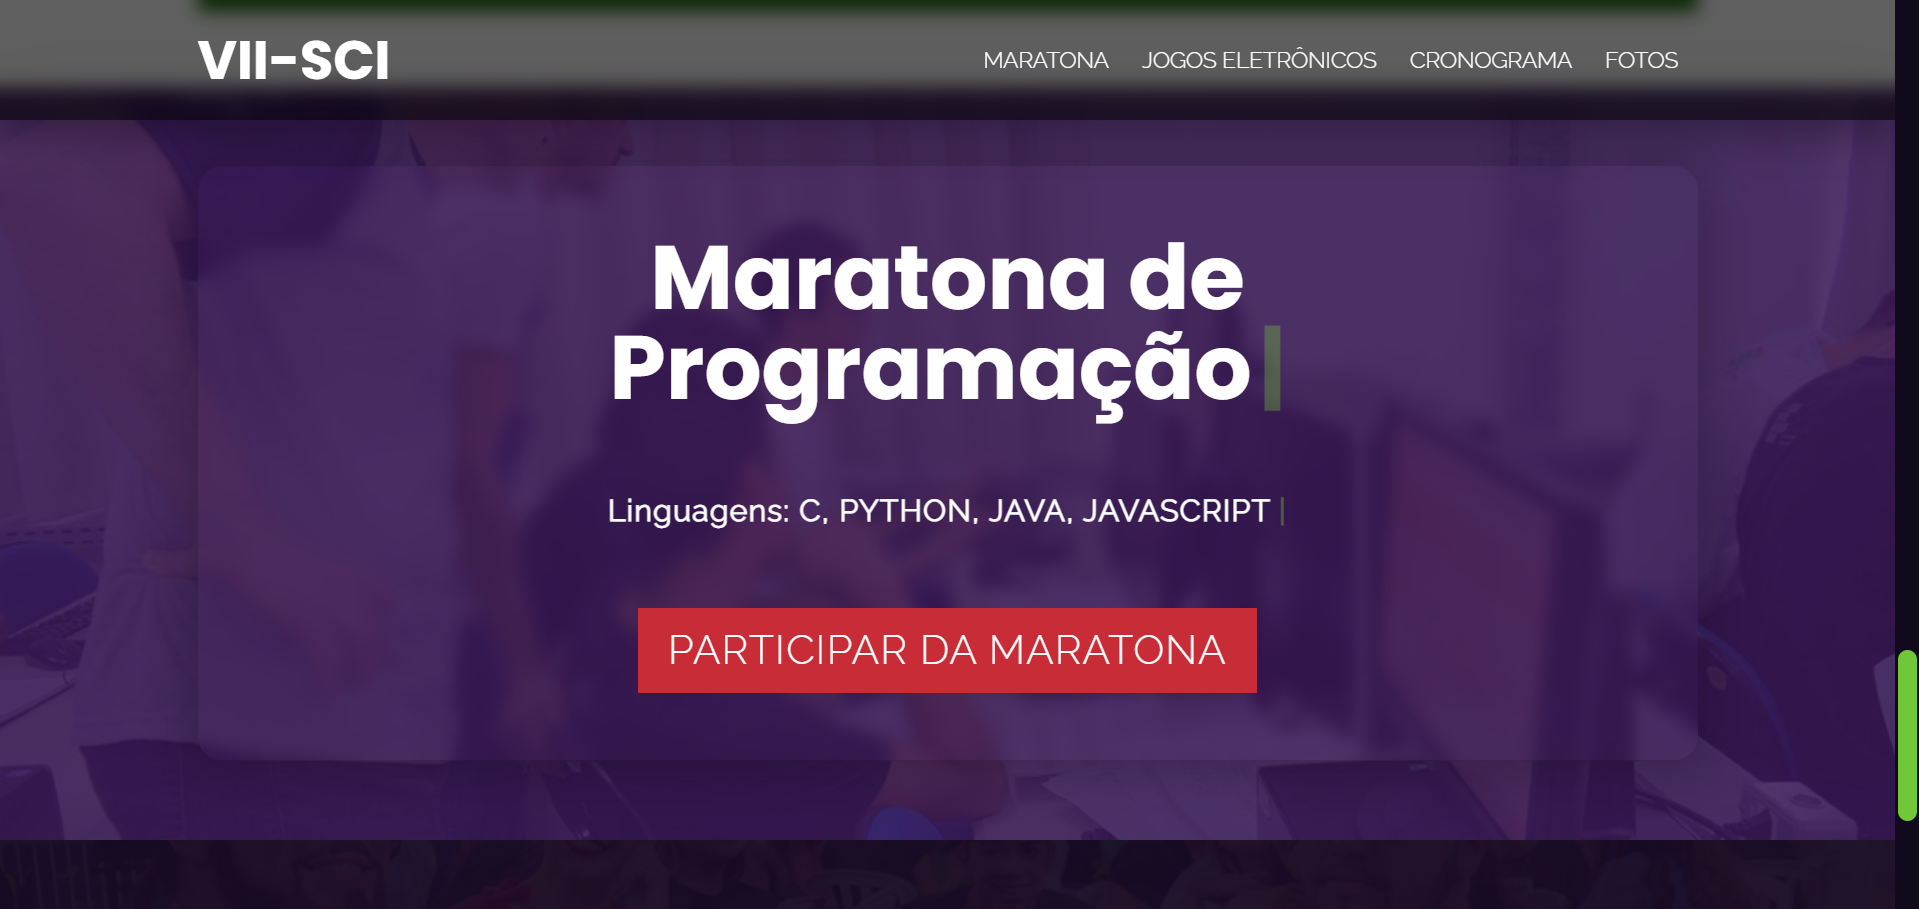 VII-SCI
MARATONA JOGOS ELETRÔNICOS CRONOGRAMA FOTOS
Maratona de
Programação
Linguagens: C, PYTHON, JAVA, JAVASCRIPT
PARTICIPAR DA MARATONA